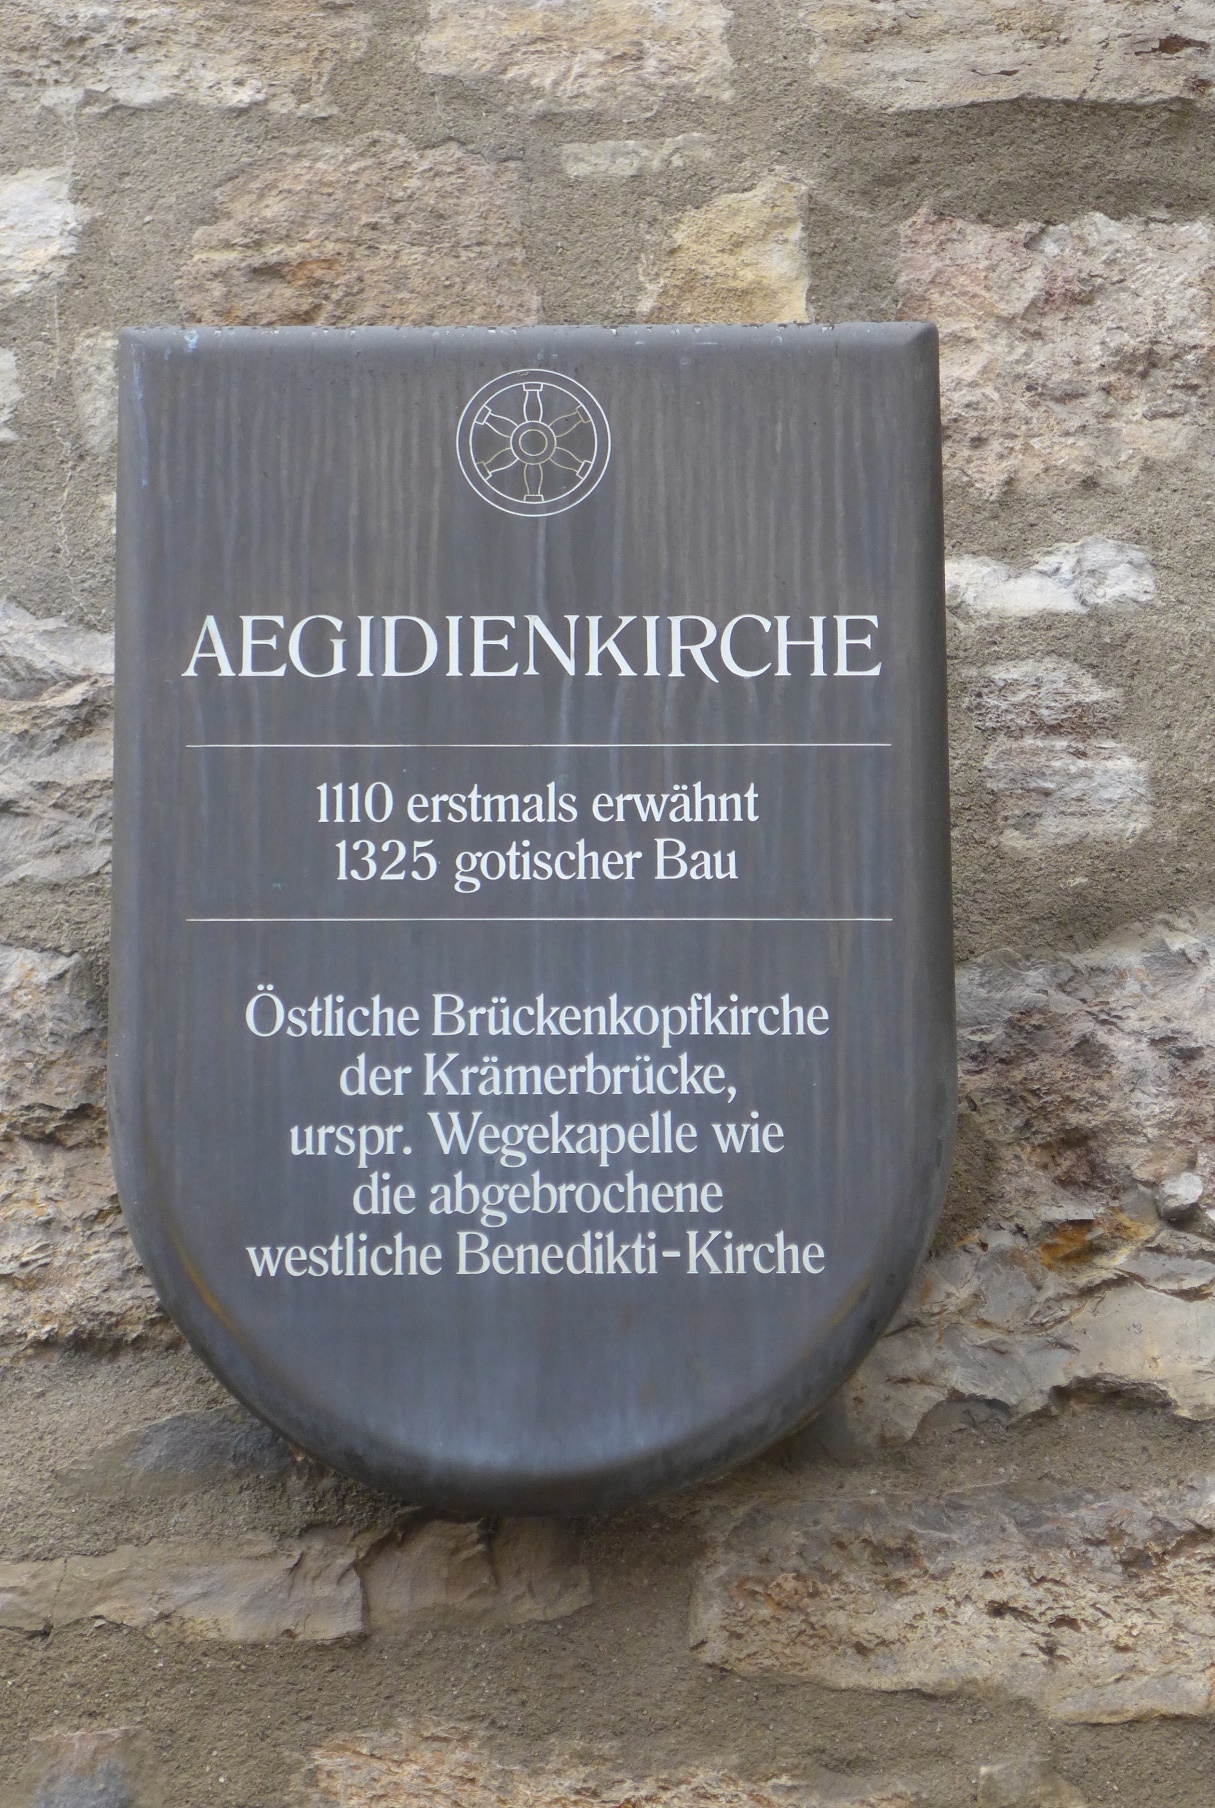 AEGIDIENKIRCHE
1110 erstmals erwähnt
1325 gotischer Bau
Östliche Brückenkopfkirche
der Krämerbrücke,
urspr. Wegekapelle wie
die abgebrochene
westliche Benedikti-Kirche